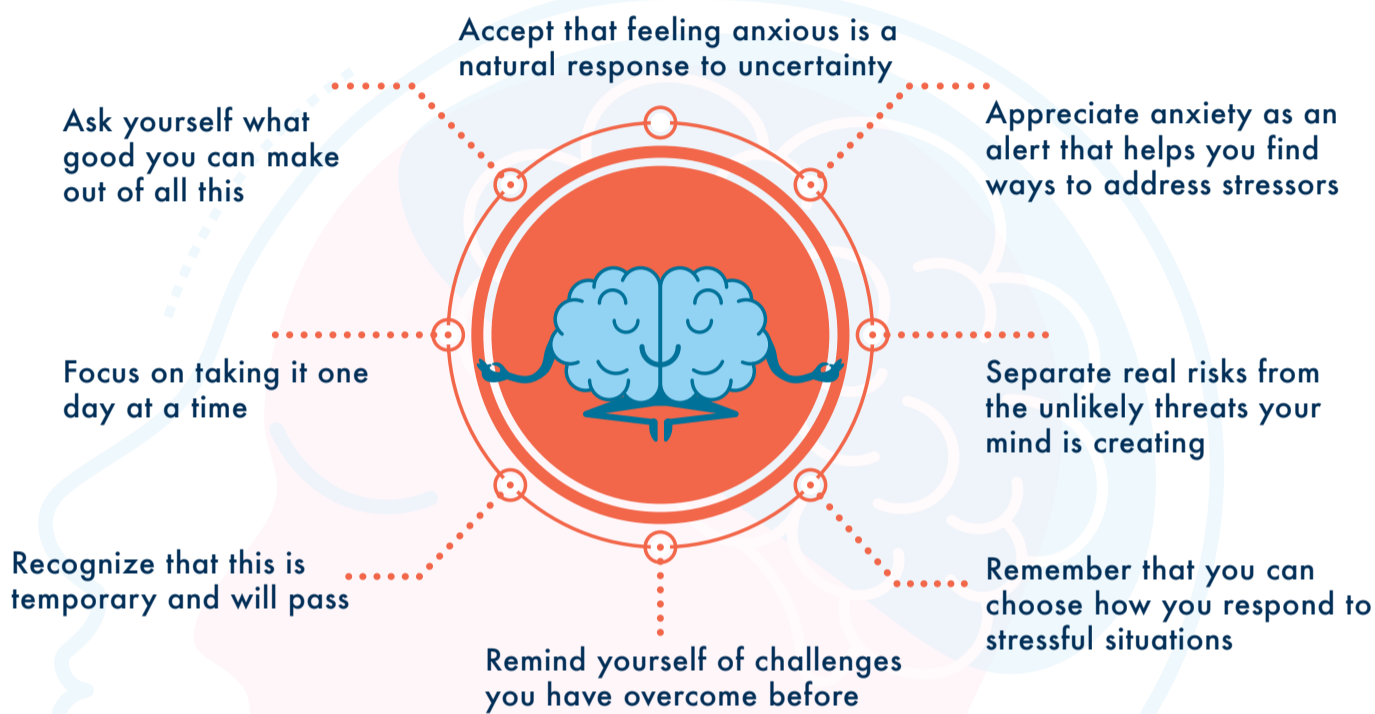 Accept that feeling anxious is a
natural response to uncertainty
Appreciate anxiety as an
alert that helps you find
ways to address stressors
Separate real risks from
the unlikely threats your
mind is creating
Remember that you can
choose how you respond to
stressful situations
Remind yourself of challenges
you have overcome before
Recognize that this is
temporary and will pass
Focus on taking it one
day at a time
Ask yourself what
good you can make
out of all this